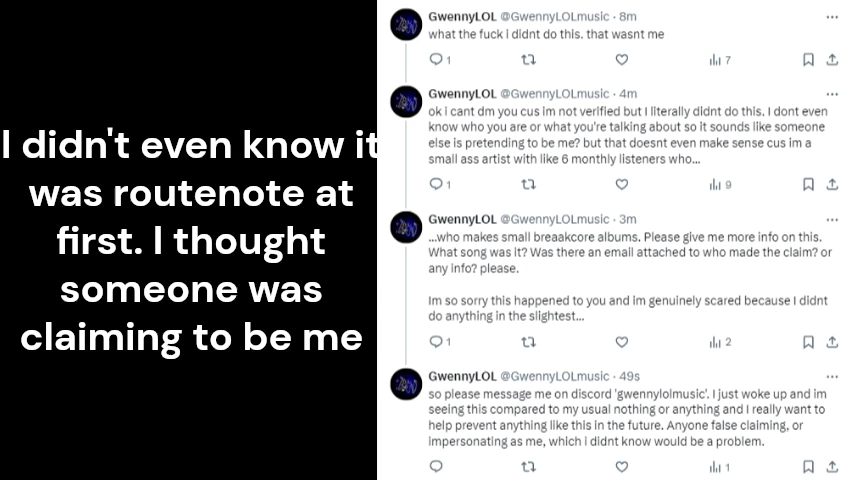 I didn't even know it
was routenote at
first. I thought
someone was
claiming to be me
GwennyLOL @GwennyLOLmusic · 8m
what the fuck i didnt do this. that wasnt me
1
7
GwennyLOL @GwennyLOLmusic · 4m
ok i cant dm you cus im not verified but I literally didnt do this. I dont even
know who you are or what you're talking about so it sounds like someone
else is pretending to be me? but that doesnt even make sense cus im a
small ass artist with like 6 monthly listeners who...
1
9
GwennyLOL @GwennyLOLmusic · 3m
...who makes small breaakcore albums. Please give me more info on this.
What song was it? Was there an email attached to who made the claim? or
any info? please.
Im so sorry this happened to you and im genuinely scared because I didnt
do anything in the slightest...
1
2
GwennyLOL @GwennyLOLmusic · 49s
so please message me on discord 'gwennylolmusic'. I just woke up and im
seeing this compared to my usual nothing or anything and I really want to
help prevent anything like this in the future. Anyone false claiming, or
impersonating as me, which i didnt know would be a problem.
1